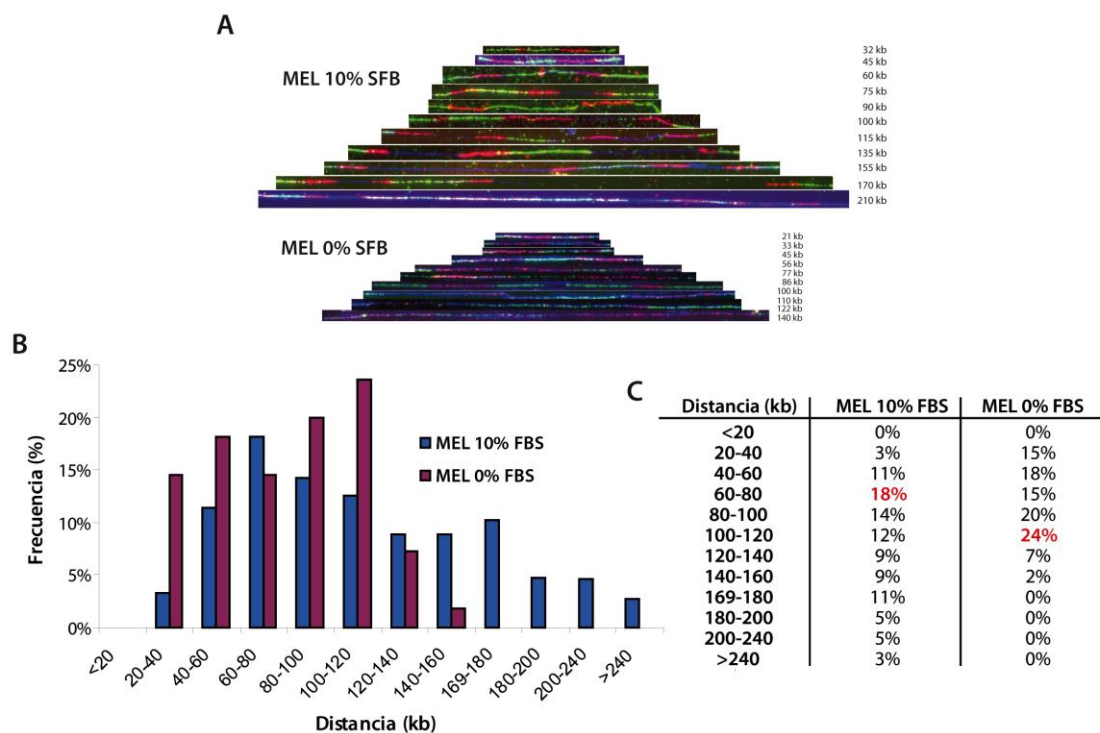 A
MEL 10% SFB
32 kb
45 kb
60 kb
75 kb
90 kb
100 kb
115 kb
135 kb
155 kb
170 kb
210 kb
MEL 0% SFB
21 kb
33 kb
45 kb
56 kb
77 kb
86 kb
100 kb
110 kb
122 kb
140 kb
B
Frecuencia (%)
25%
20%
15%
10%
5%
0%
MEL 10% FBS
MEL 0% FBS
<20 20-40 40-60 60-80 80-100 100-120 120-140 140-160 169-180 180-200 200-240 >240
Distancia (kb)
C
Distancia (kb) MEL 10% FBS MEL 0% FBS
<20 0% 0%
20-40 3% 15%
40-60 11% 18%
60-80 18% 15%
80-100 14% 20%
100-120 12% 24%
120-140 9% 7%
140-160 9% 2%
169-180 11% 0%
180-200 5% 0%
200-240 5% 0%
>240 3% 0%